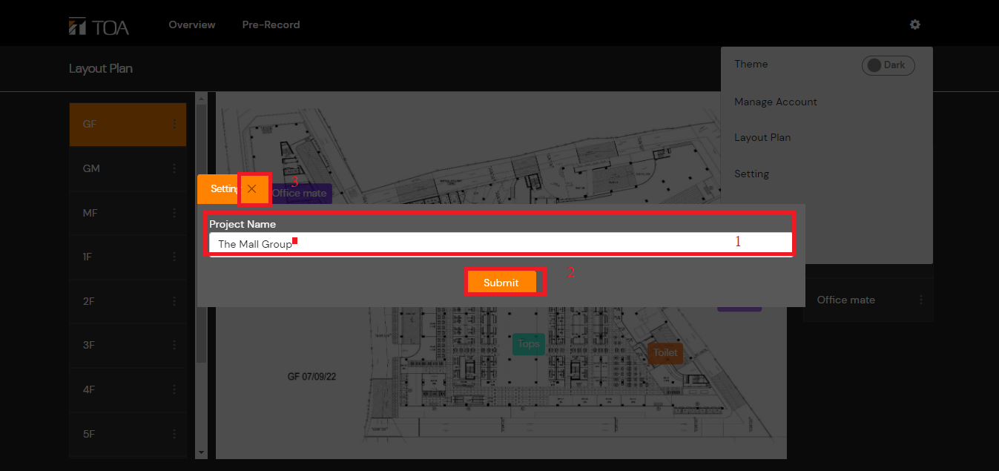 TOA
Overview
Pre-Record
Layout Plan
Theme
Dark
Manage Account
Layout Plan
Setting
GF
GM
MF
1F
2F
3F
4F
5F
Setting
3
Office mate
Project Name
The Mall Group
1
Submit
2
Office mate
Tops
Toilet
GF 07/09/22